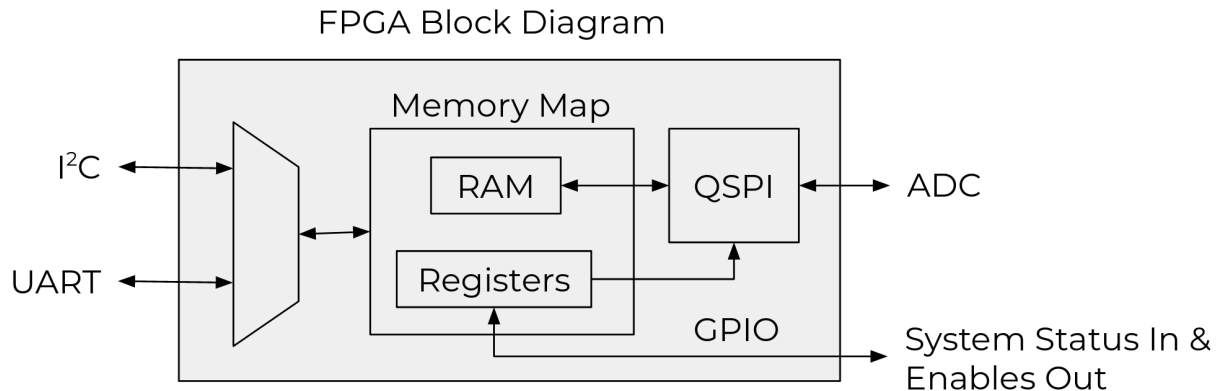 FPGA Block Diagram
Memory Map
I²C
RAM
QSPI
ADC
UART
Registers
GPIO
System Status In &
Enables Out